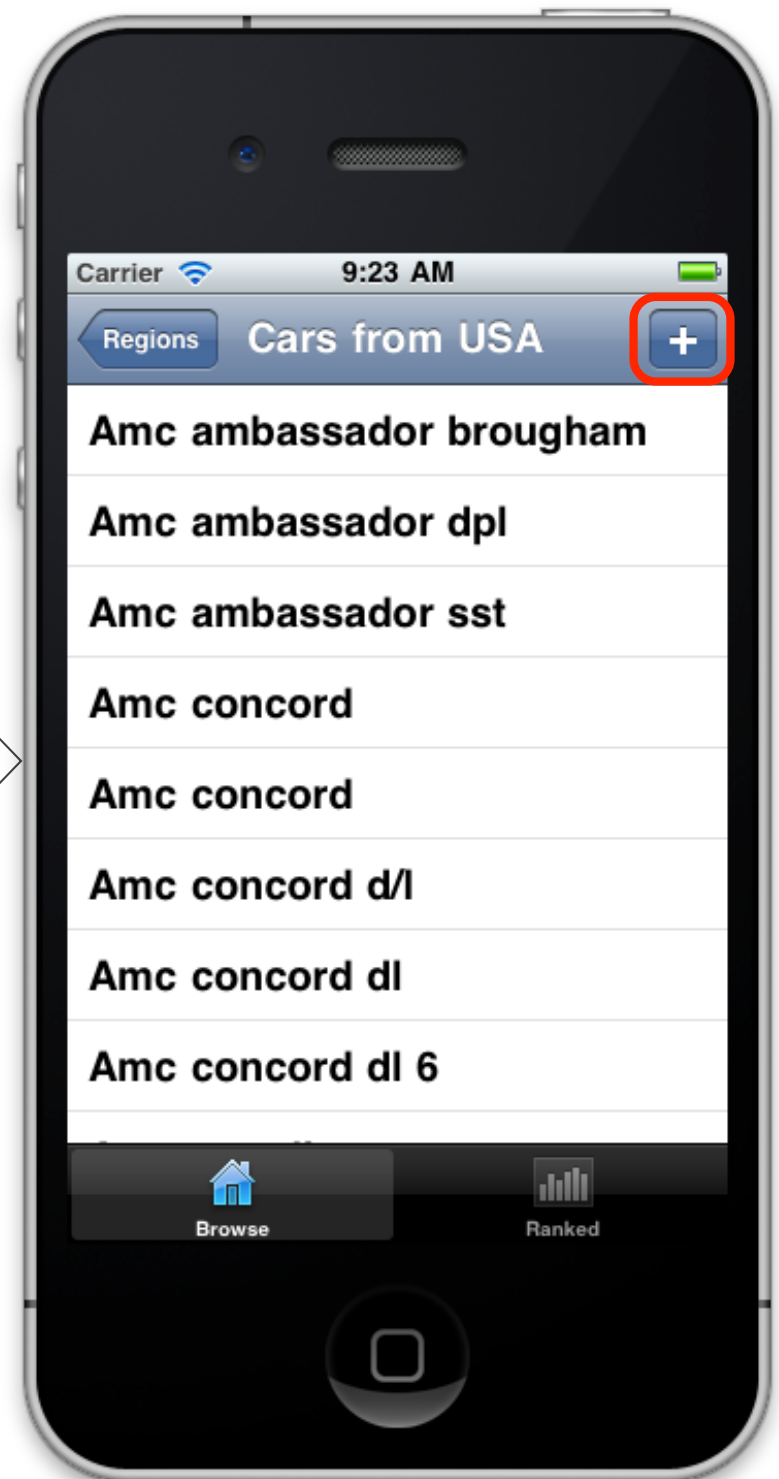 Carrier 9:23 AM
Regions Cars from USA +
Amc ambassador brougham
Amc ambassador dpl
Amc ambassador sst
Amc concord
Amc concord
Amc concord d/l
Amc concord dl
Amc concord dl 6
Browse Ranked